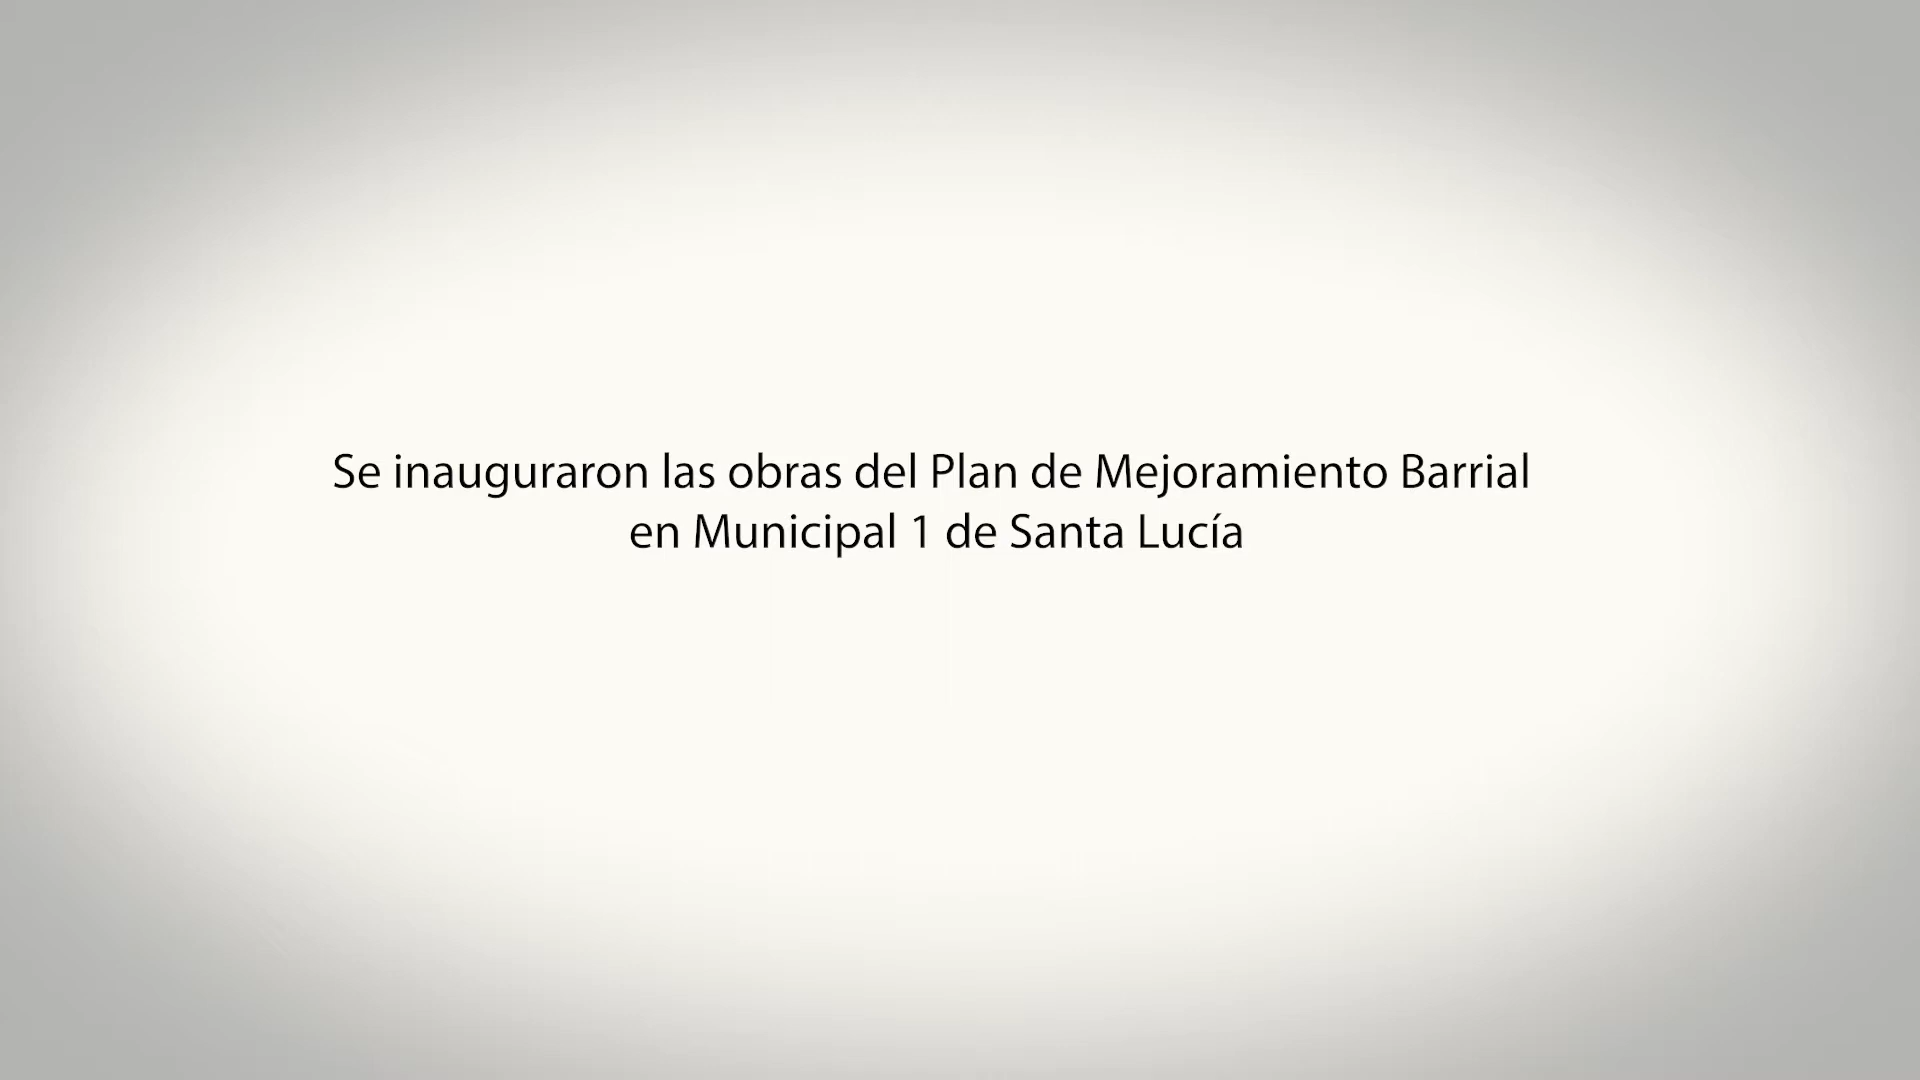 Se inauguraron las obras del Plan de Mejoramiento Barrial
en Municipal 1 de Santa Lucía